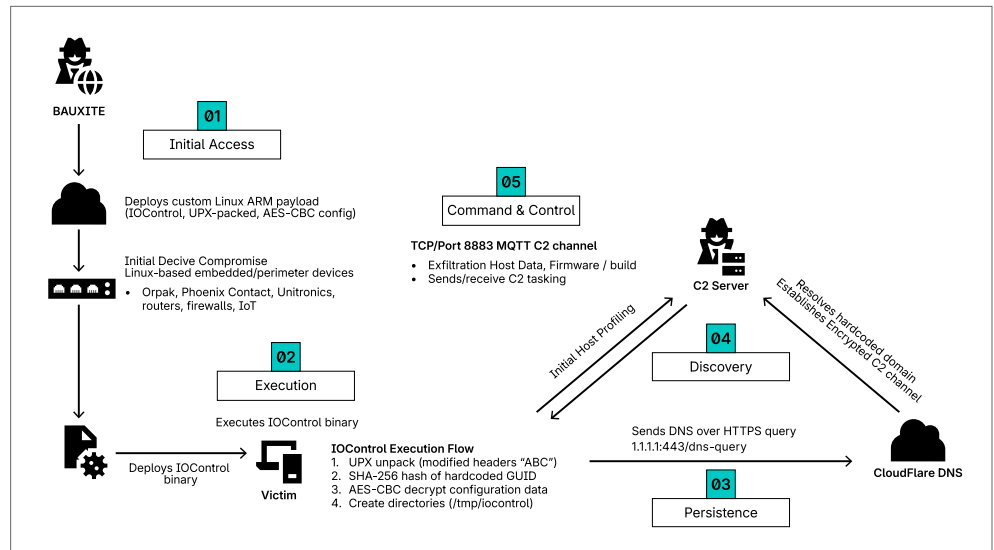 BAUXITE
01
Initial Access
Deploys custom Linux ARM payload
(IOControl, UPX-packed, AES-CBC config)
Initial Decive Compromise
Linux-based embedded/perimeter devices
• Orpak, Phoenix Contact, Unitronics,
routers, firewalls, IoT
02
Execution
Executes IOControl binary
Deploys IOControl
binary
Victim
IOControl Execution Flow
1. UPX unpack (modified headers “ABC”)
2. SHA-256 hash of hardcoded GUID
3. AES-CBC decrypt configuration data
4. Create directories (/tmp/iocontrol)
Sends DNS over HTTPS query
1.1.1.1:443/dns-query
03
Persistence
CloudFlare DNS
Resolves hardcoded domain
Establishes Encrypted C2 channel
04
Discovery
Initial Host Profiling
C2 Server
05
Command & Control
TCP/Port 8883 MQTT C2 channel
• Exfiltration Host Data, Firmware / build
• Sends/receive C2 tasking